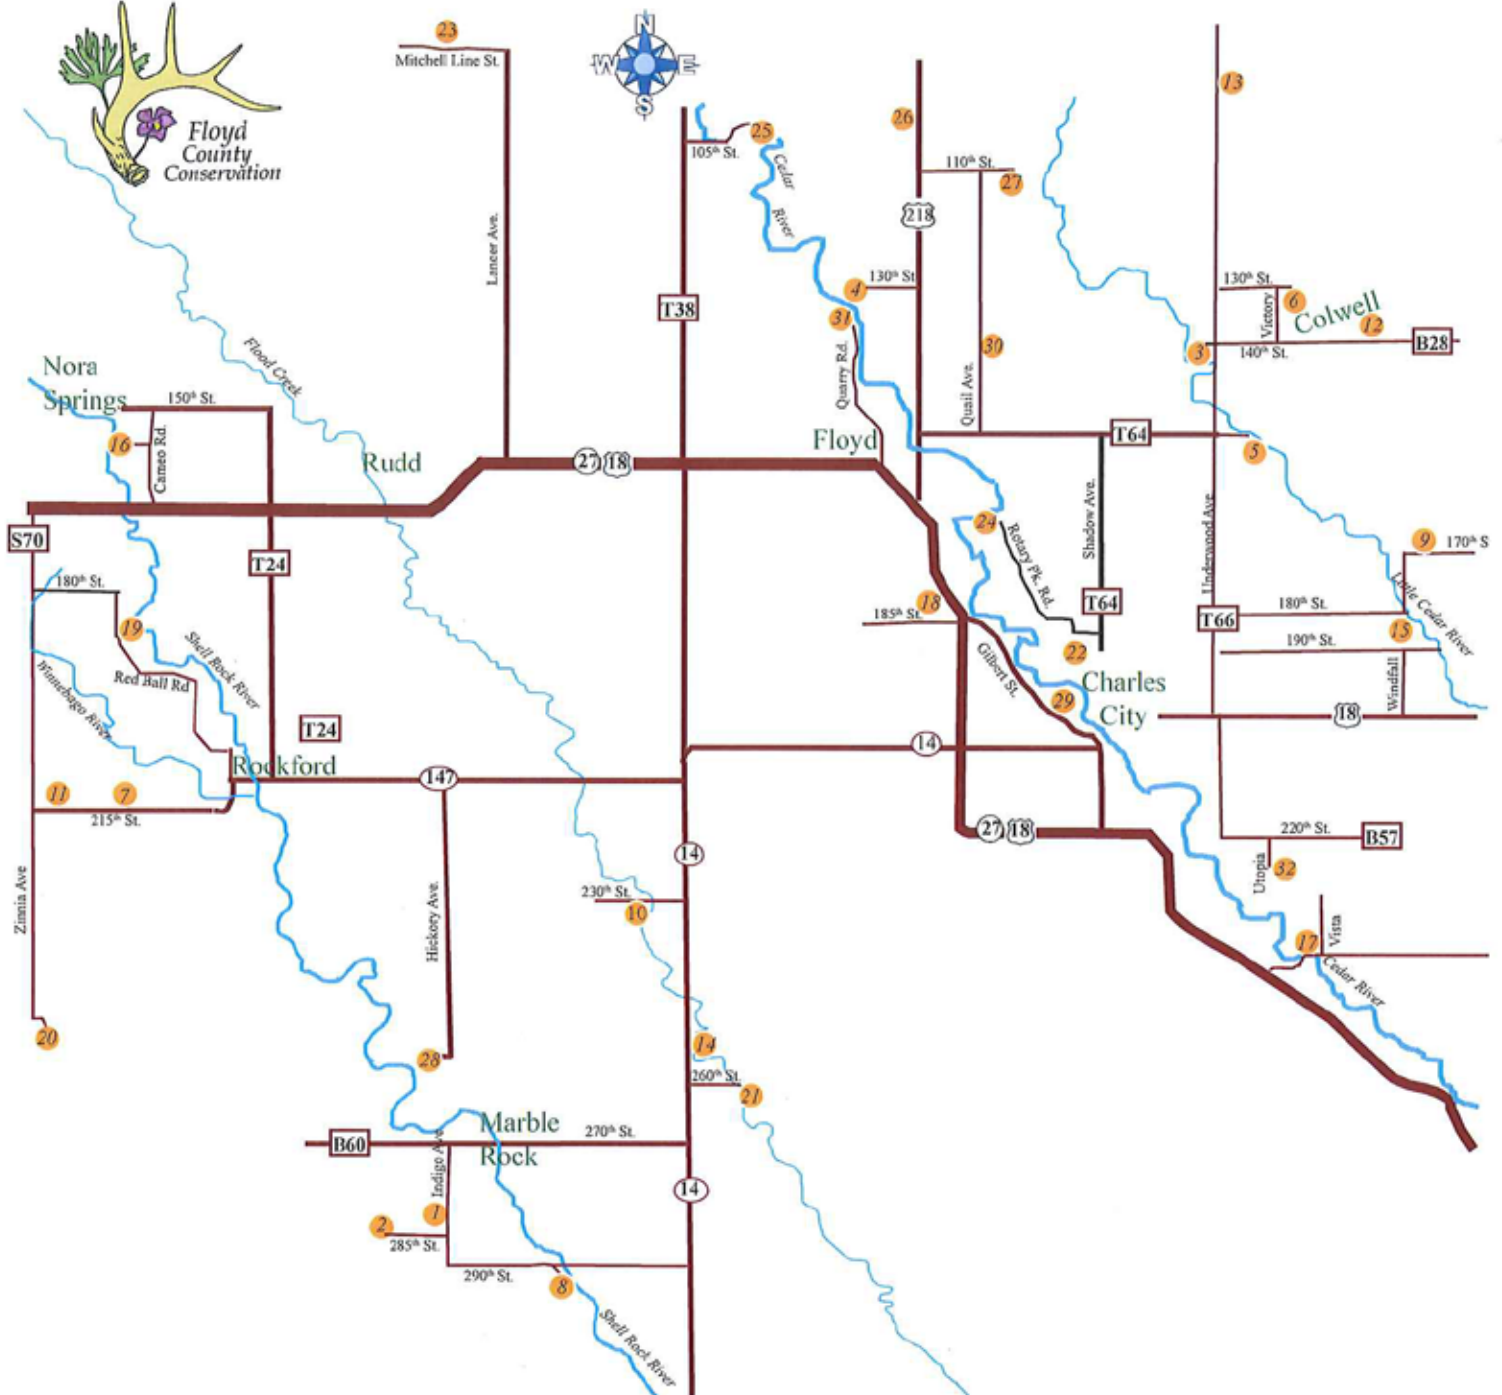 N
W E
S
Floyd
County
Conservation
23
Mitchell Line St.
Lancer Ave.
T38
105th St.
25
Cedar
River
26
218
110th St.
27
13
130th St
4
31
Quarry Rd.
30
Quail Ave.
130th St.
6
Victory
Colwell
12
3
140th St.
B28
Flood Creek
Nora
Springs
150th St.
16
Cameo Rd.
Rudd
27 18
Floyd
T64
5
S70
T24
180th St.
19
Shell Rock River
Red Ball Rd
Winnebago River
24
Rotary Pk. Rd.
Shadow Ave.
T64
Underwood Ave
9
170th S
180th St.
T66
Little Cedar River
15
190th St.
Windfall
18
185th St.
Gilbert St.
22
Charles
City
29
18
T24
Rockford
147
14
11
7
215th St.
27 18
220th St.
B57
Utopia
32
14
Zinnia Ave
Hickory Ave.
230th St.
10
17
Vista
Cedar River
20
28
14
260th St.
21
Marble
Rock
B60
270th St.
Indigo Ave
14
1
2
285th St.
290th St.
8
Shell Rock River